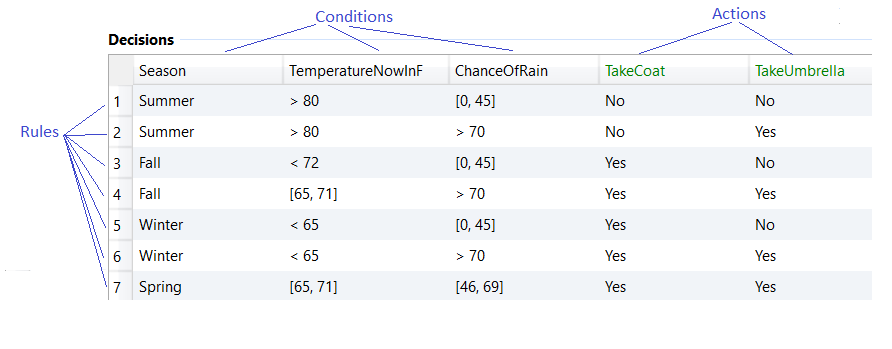 Conditions Actions
Decisions
Season TemperatureNowInF ChanceOfRain TakeCoat TakeUmbrella
1 Summer > 80 [0, 45] No No
Rules 2 Summer > 80 > 70 No Yes
3 Fall < 72 [0, 45] Yes No
4 Fall [65, 71] > 70 Yes Yes
5 Winter < 65 [0, 45] Yes No
6 Winter < 65 > 70 Yes Yes
7 Spring [65, 71] [46, 69] Yes Yes